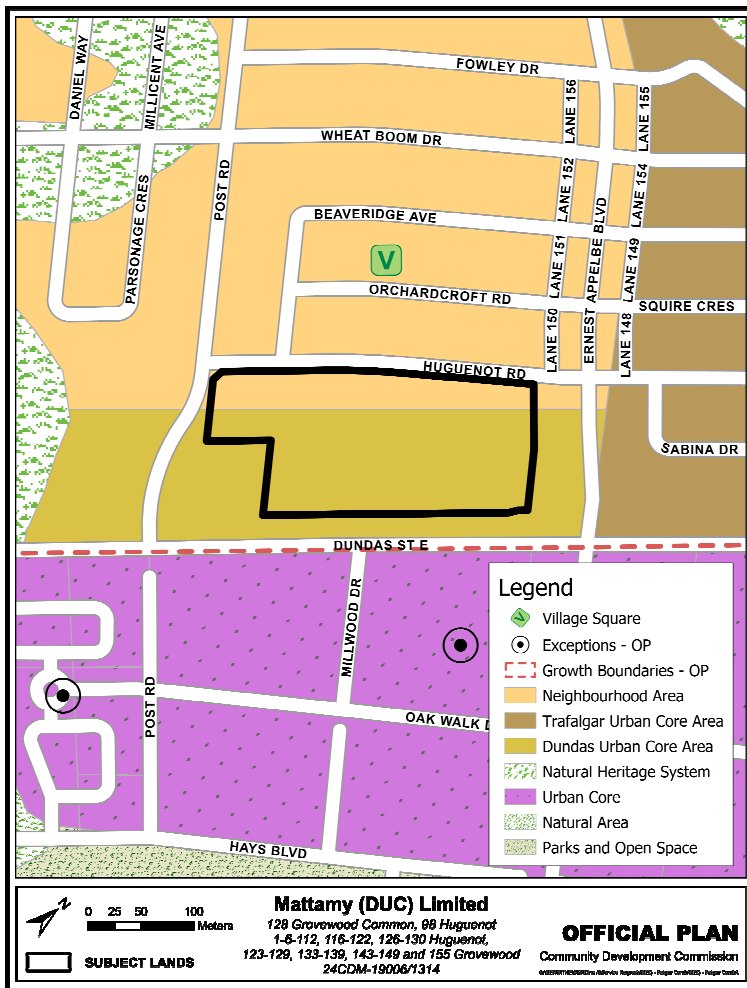 DANIEL WAY
MILLICENT AVE
FOWLEY DR
LANE 156
LANE 155
WHEAT BOOM DR
POST RD
PARSONAGE CRES
LANE 152
LANE 154
BEAVERIDGE AVE
ERNEST APPELBE BLVD
V
LANE 151
LANE 149
ORCHARDCROFT RD
SQUIRE CRES
LANE 150
LANE 148
HUGUENOT RD
SABINA DR
DUNDAS ST E
MILLWOOD DR
POST RD
OAK WALK D
HAYS BLVD
Legend
V Village Square
Exceptions - OP
Growth Boundaries - OP
Neighbourhood Area
Trafalgar Urban Core Area
Dundas Urban Core Area
Natural Heritage System
Urban Core
Natural Area
Parks and Open Space
N
0 25 50 100
Meters
SUBJECT LANDS
Mattamy (DUC) Limited
128 Grovewood Common, 98 Huguenot
1-6-112, 116-122, 126-130 Huguenot,
123-129, 133-139, 143-149 and 155 Grovewood
24CDM-19006/1314
OFFICIAL PLAN
Community Development Commission